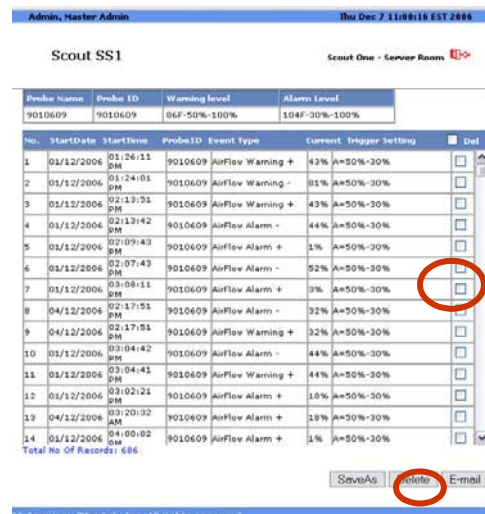 Admin, Master Admin Thu Dec 7 11:00:16 EST 2006
Scout SS1 Scout One - Server Room
Probe Name Probe ID Warning level Alarm Level
9010609 9010609 86F-50%-100% 104F-30%-100%
No. StartDate StartTime ProbeID Event Type Current Trigger Setting Del
1 01/12/2006 01:26:11 PM 9010609 AirFlow Warning + 43% A=50%-30%
2 01/12/2006 01:24:01 PM 9010609 AirFlow Warning - 81% A=50%-30%
3 01/12/2006 02:13:51 PM 9010609 AirFlow Warning + 43% A=50%-30%
4 01/12/2006 02:13:42 PM 9010609 AirFlow Alarm - 44% A=50%-30%
5 01/12/2006 02:09:43 PM 9010609 AirFlow Alarm + 1% A=50%-30%
6 01/12/2006 02:07:43 PM 9010609 AirFlow Alarm - 52% A=50%-30%
7 01/12/2006 03:08:11 PM 9010609 AirFlow Alarm + 3% A=50%-30%
8 04/12/2006 02:17:51 PM 9010609 AirFlow Alarm - 32% A=50%-30%
9 04/12/2006 02:17:51 PM 9010609 AirFlow Warning + 32% A=50%-30%
10 01/12/2006 03:04:42 PM 9010609 AirFlow Alarm - 44% A=50%-30%
11 01/12/2006 03:04:41 PM 9010609 AirFlow Warning + 44% A=50%-30%
12 01/12/2006 03:02:21 PM 9010609 AirFlow Alarm + 18% A=50%-30%
13 04/12/2006 03:20:32 AM 9010609 AirFlow Alarm + 18% A=50%-30%
14 01/12/2006 04:00:02 PM 9010609 AirFlow Alarm + 1% A=50%-30%
Total No Of Records: 686
SaveAs Delete E-mail